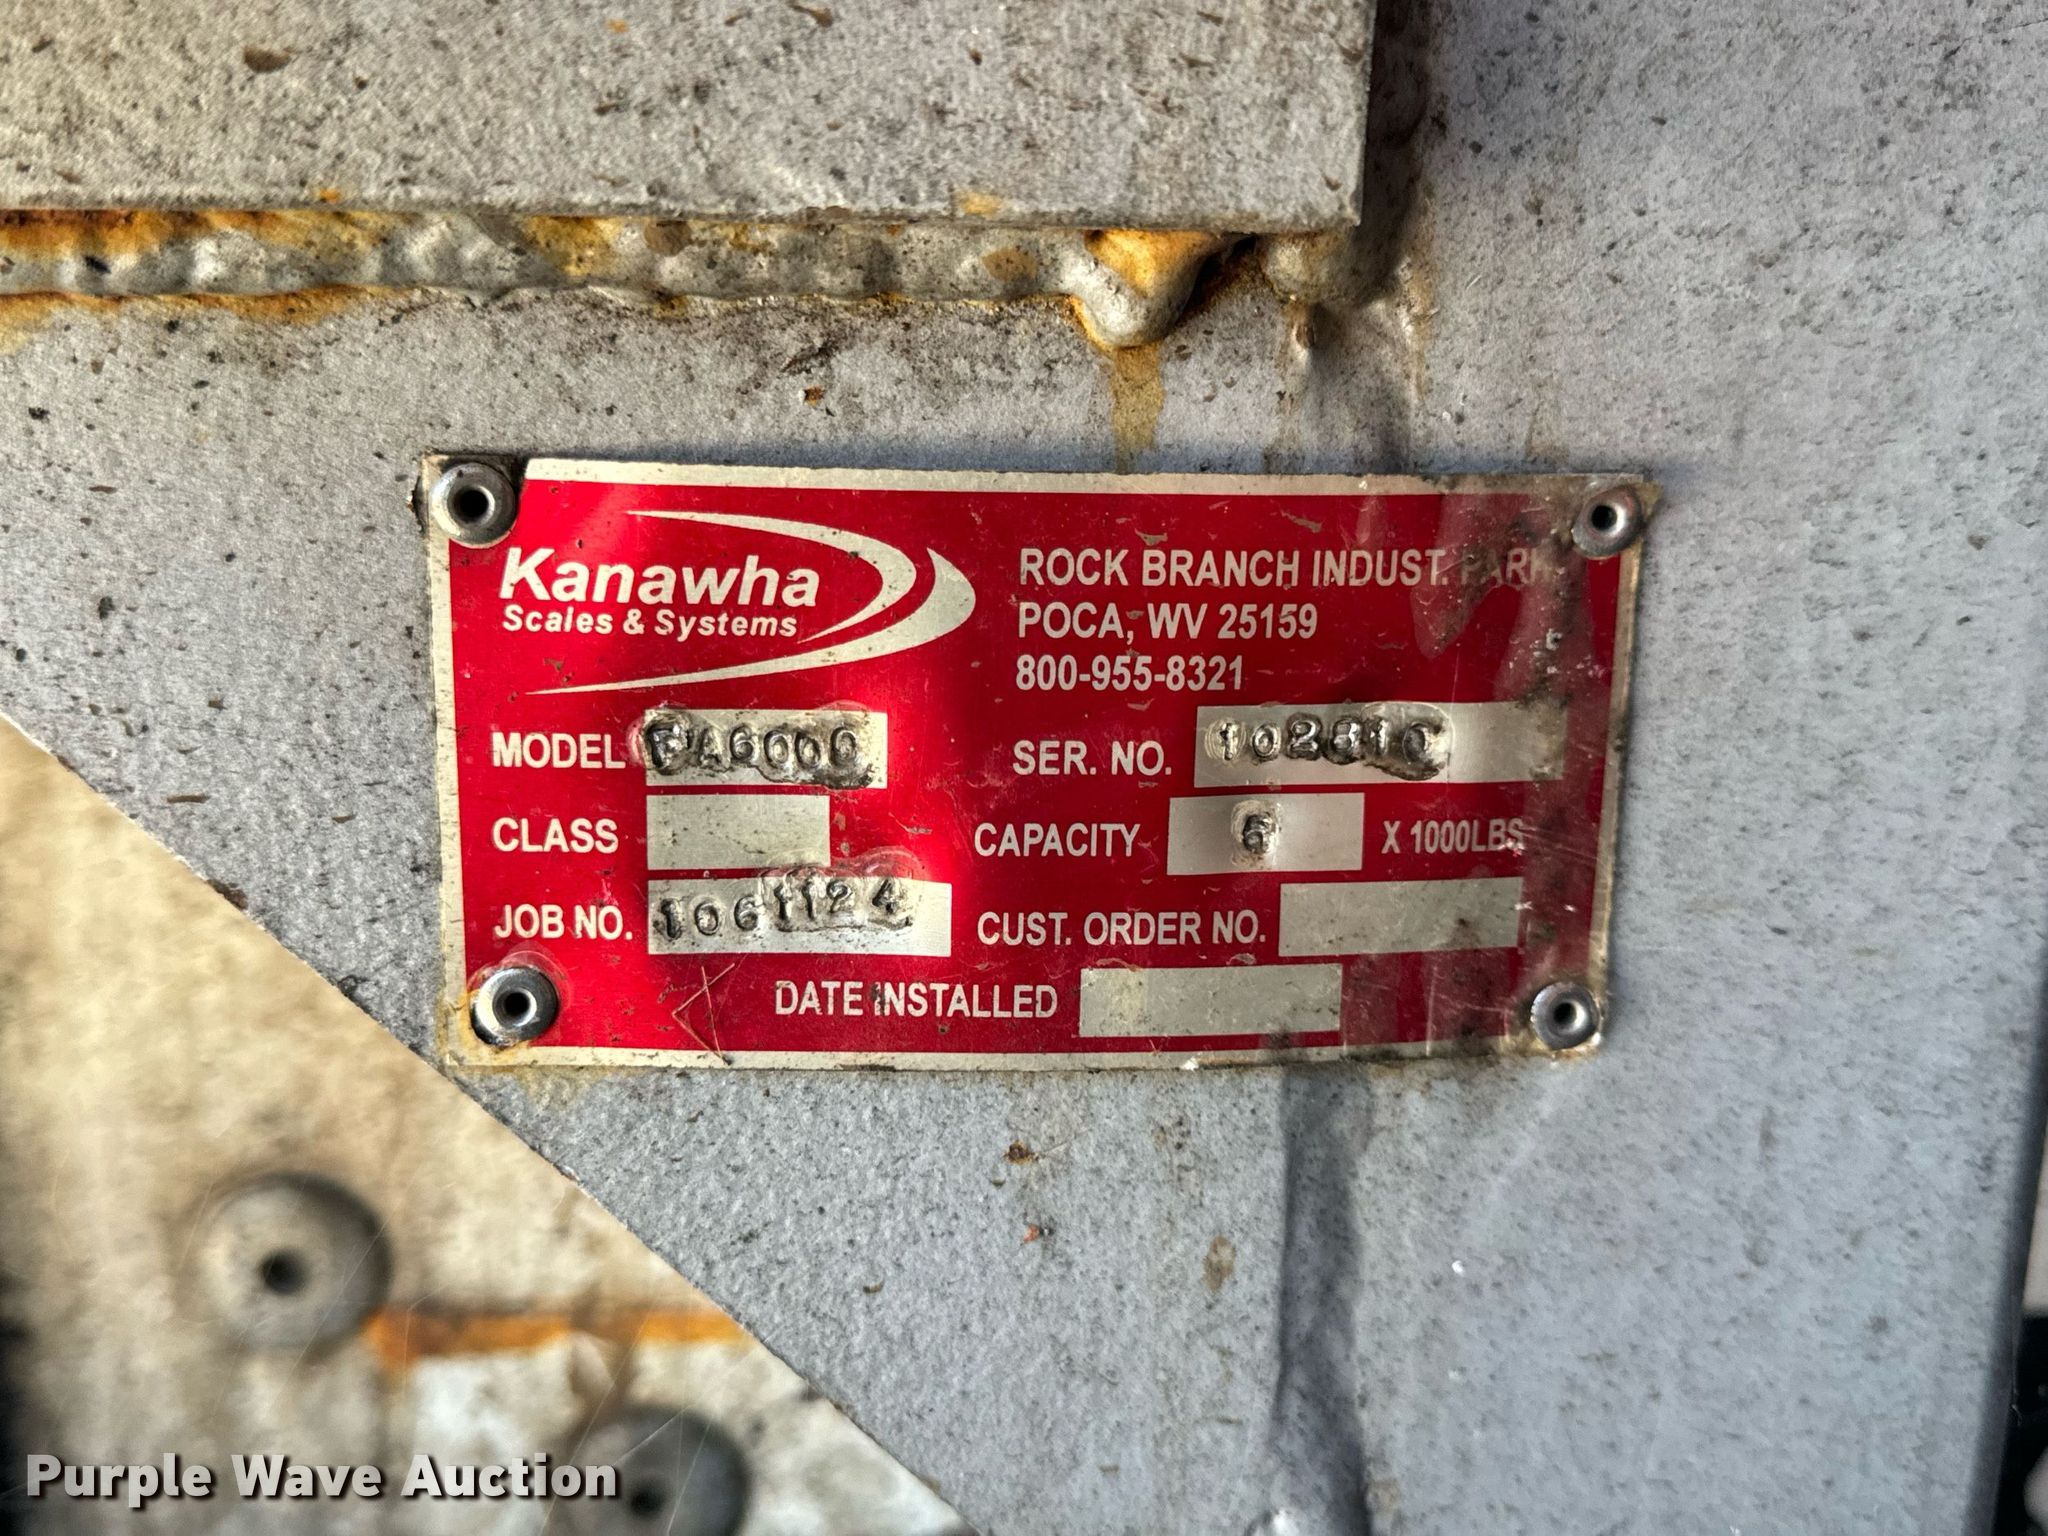 Kanawha
Scales & Systems
ROCK BRANCH INDUST. PARK
POCA, WV 25159
800-955-8321
MODEL
SER. NO.
CLASS
CAPACITY X 1000LBS
JOB NO. 1061124
CUST. ORDER NO.
DATE INSTALLED
Purple Wave Auction